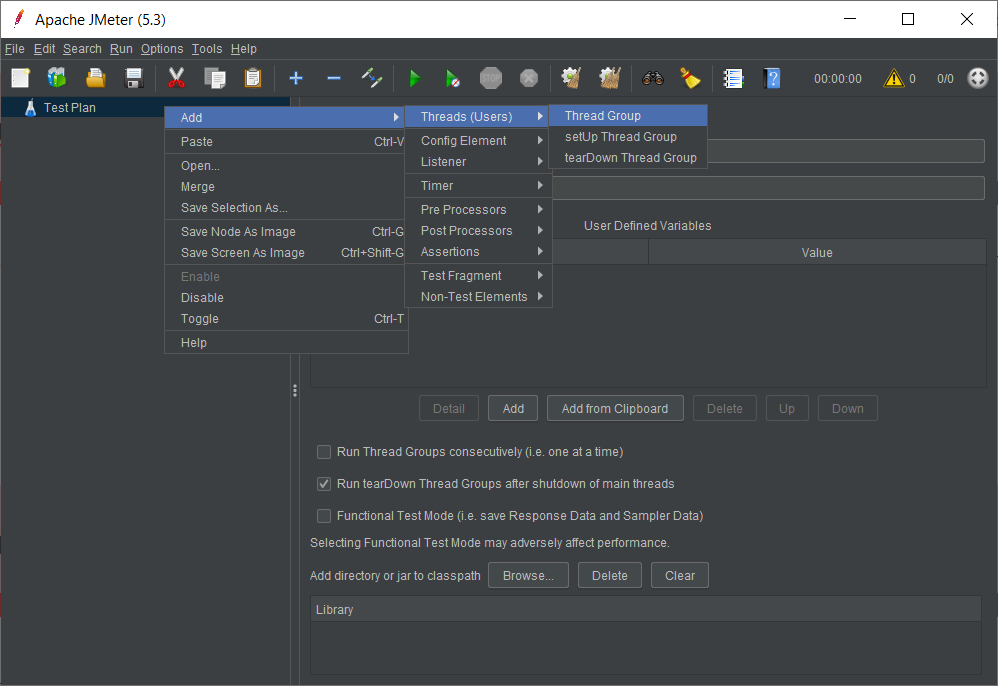 Apache JMeter (5.3)
File Edit Search Run Options Tools Help
STOP 00:00:00 0 0/0
Test Plan
Add
Paste Ctrl-V
Open...
Merge
Save Selection As...
Save Node As Image Ctrl-G
Save Screen As Image Ctrl+Shift-G
Enable
Disable
Toggle Ctrl-T
Help
Threads (Users)
Config Element
Listener
Timer
Pre Processors
Post Processors
Assertions
Test Fragment
Non-Test Elements
Thread Group
setUp Thread Group
tearDown Thread Group
User Defined Variables
Value
Detail Add Add from Clipboard Delete Up Down
Run Thread Groups consecutively (i.e. one at a time)
Run tearDown Thread Groups after shutdown of main threads
Functional Test Mode (i.e. save Response Data and Sampler Data)
Selecting Functional Test Mode may adversely affect performance.
Add directory or jar to classpath Browse... Delete Clear
Library